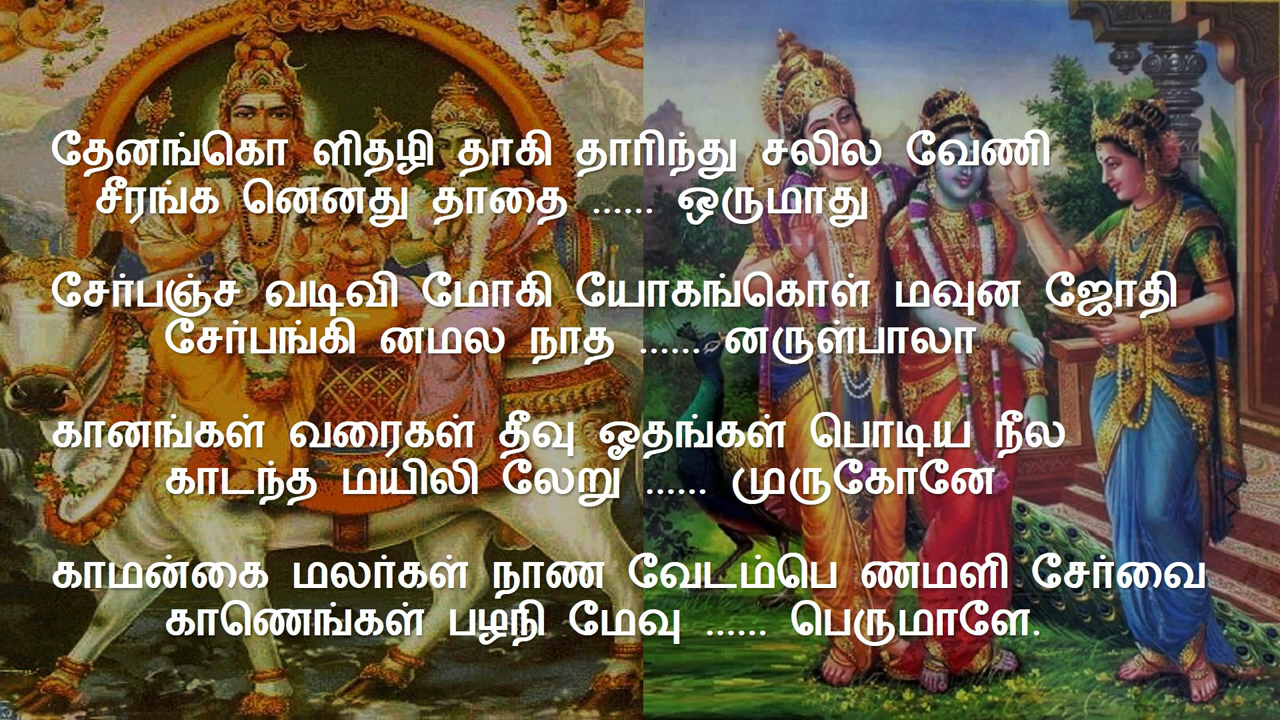 தேனங்கொ ளிதழி தாகி தாரிந்து சலில வேணி
சீரங்க னெனது தாதை ...... ஒருமாது
சேர்பஞ்ச வடிவி மோகி யோகங்கொள் மவுன ஜோதி
சேர்பங்கி னமல நாத ...... னருள்பாலா
கானங்கள் வரைகள் தீவு ஓதங்கள் பொடிய நீல
காடந்த மயிலி லேறு ...... முருகோனே
காமன்கை மலர்கள் நாண வேடம்பெ ணமளி சேர்வை
காணெங்கள் பழநி மேவு ...... பெருமாளே.